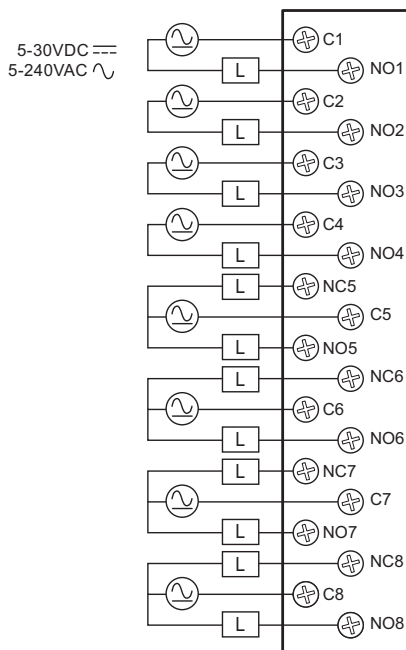 5-30VDC
5-240VAC
C1
L NO1
C2
L NO2
C3
L NO3
C4
L NO4
L NC5
C5
L NO5
L NC6
C6
L NO6
L NC7
C7
L NO7
L NC8
C8
L NO8